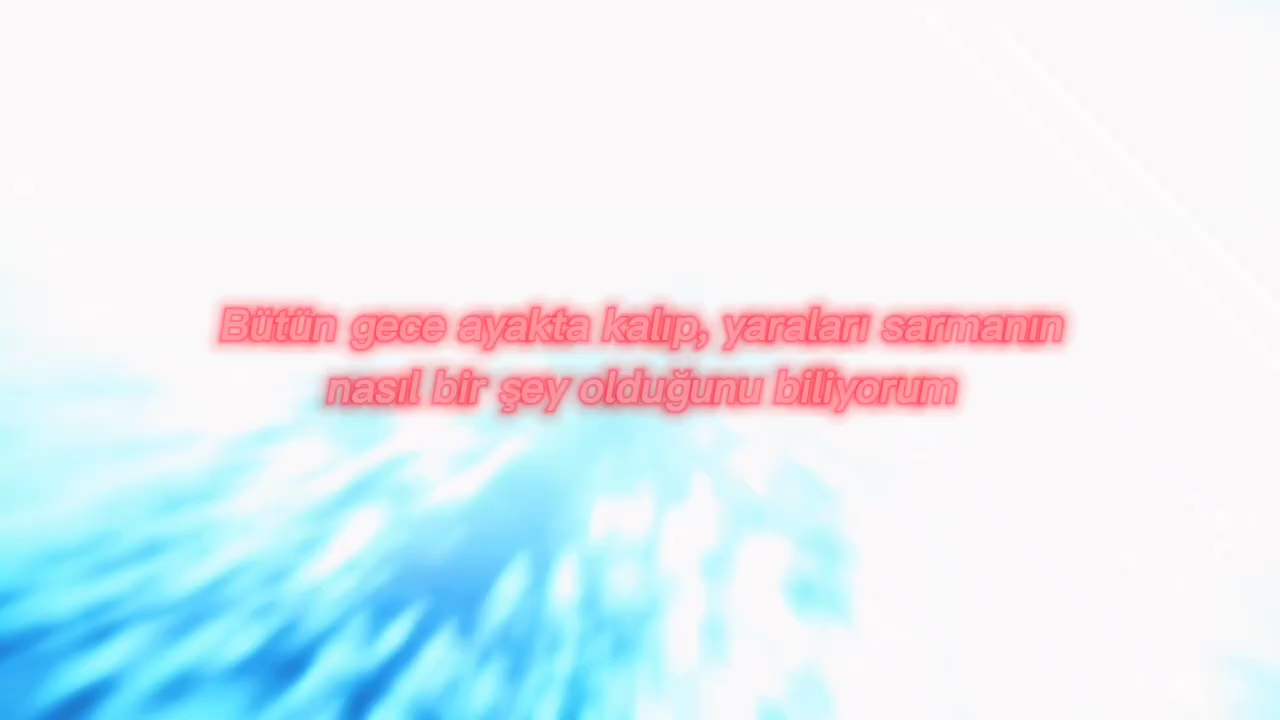 Bütün gece ayakta kalıp, yaraları sarmanın
nasıl bir şey olduğunu biliyorum